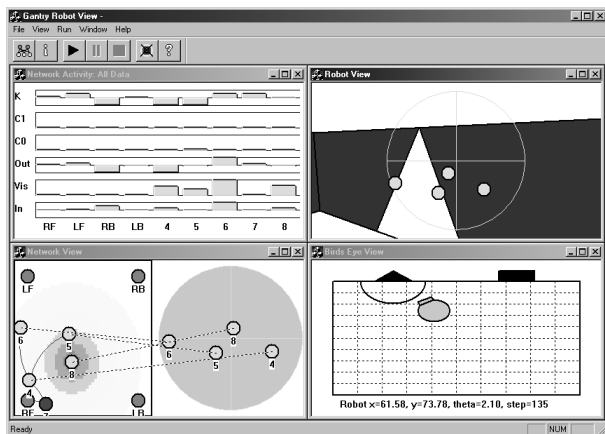 Gantry Robot View -
File View Run Window Help
Network Activity: All Data
K
C1
C0
Out
Vis
In
RF LF RB LB 4 5 6 7 8
Robot View
Network View
LF
RB
6
5
8
4
RF
LB
6
8
5
4
Birds Eye View
Robot x=61.58, y=73.78, theta=2.10, step=135
Ready
NUM